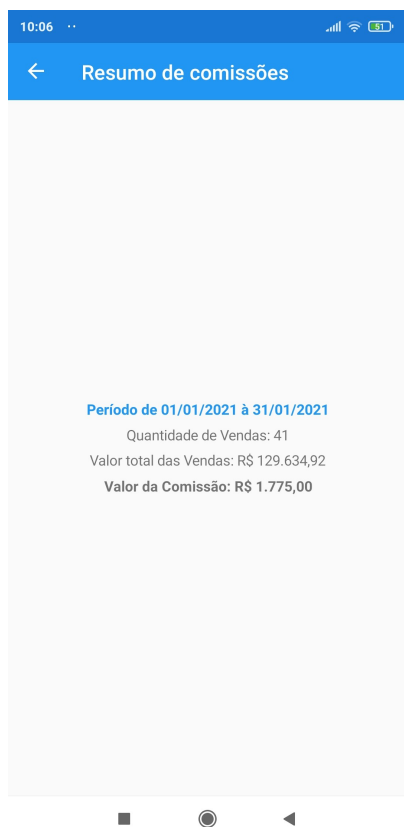 10:06
51
Resumo de comissões
Período de 01/01/2021 à 31/01/2021
Quantidade de Vendas: 41
Valor total das Vendas: R$ 129.634,92
Valor da Comissão: R$ 1.775,00